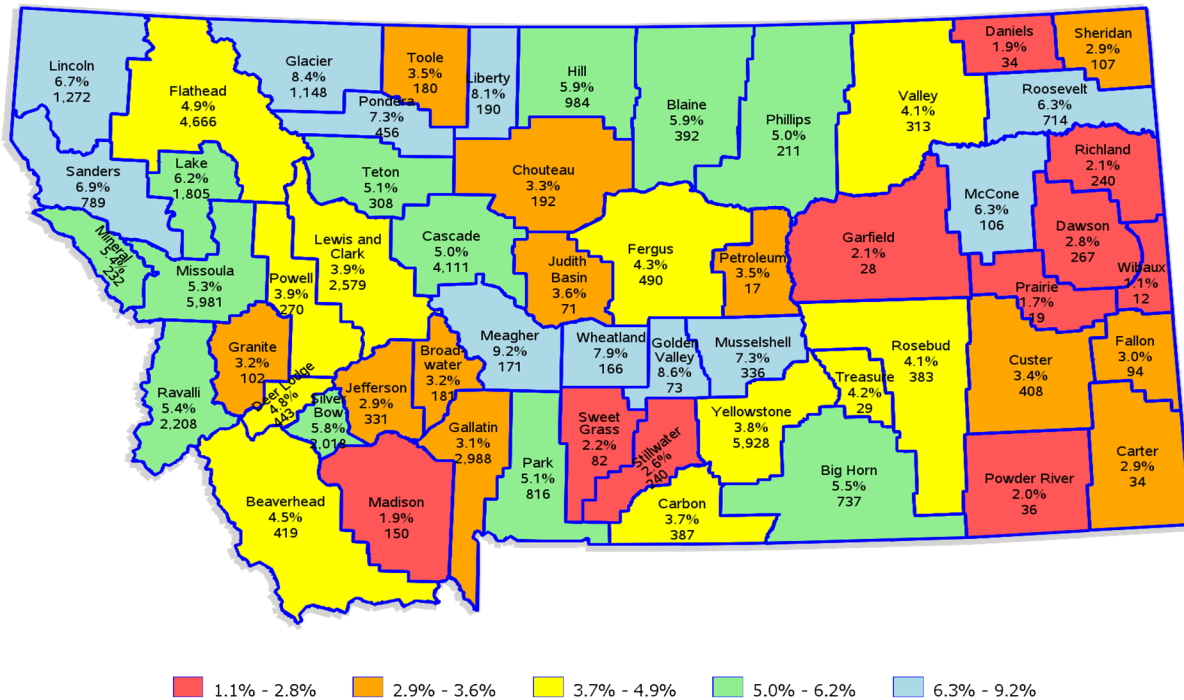 Lincoln
6.7%
1,272
Flathead
4.9%
4,666
Glacier
8.4%
1,148
Toole
3.5%
180
Liberty
8.1%
190
Pondera
7.3%
456
Hill
5.9%
984
Blaine
5.9%
392
Phillips
5.0%
211
Valley
4.1%
313
Daniels
1.9%
34
Sheridan
2.9%
107
Roosevelt
6.3%
714
Richland
2.1%
240
Sanders
6.9%
789
Lake
6.2%
1,805
Teton
5.1%
308
Chouteau
3.3%
192
McCone
6.3%
106
Dawson
2.8%
267
Mineral
5.4%
232
Missoula
5.3%
5,981
Powell
3.9%
270
Lewis and
Clark
3.9%
2,579
Cascade
5.0%
4,111
Judith
Basin
3.6%
71
Fergus
4.3%
490
Petroleum
3.5%
17
Garfield
2.1%
28
Prairie
1.7%
19
Wibaux
1.1%
12
Granite
3.2%
102
Ravalli
5.4%
2,208
Deer Lodge
4.8%
443
Silver
Bow
5.8%
2,018
Jefferson
2.9%
331
Broad-
water
3.2%
181
Meagher
9.2%
171
Wheatland
7.9%
166
Golden
Valley
8.6%
73
Musselshell
7.3%
336
Treasure
4.2%
29
Rosebud
4.1%
383
Custer
3.4%
408
Fallon
3.0%
94
Beaverhead
4.5%
419
Madison
1.9%
150
Gallatin
3.1%
2,988
Park
5.1%
816
Sweet
Grass
2.2%
82
Stillwater
2.6%
240
Yellowstone
3.8%
5,928
Carbon
3.7%
387
Big Horn
5.5%
737
Powder River
2.0%
36
Carter
2.9%
34
1.1% - 2.8%
2.9% - 3.6%
3.7% - 4.9%
5.0% - 6.2%
6.3% - 9.2%